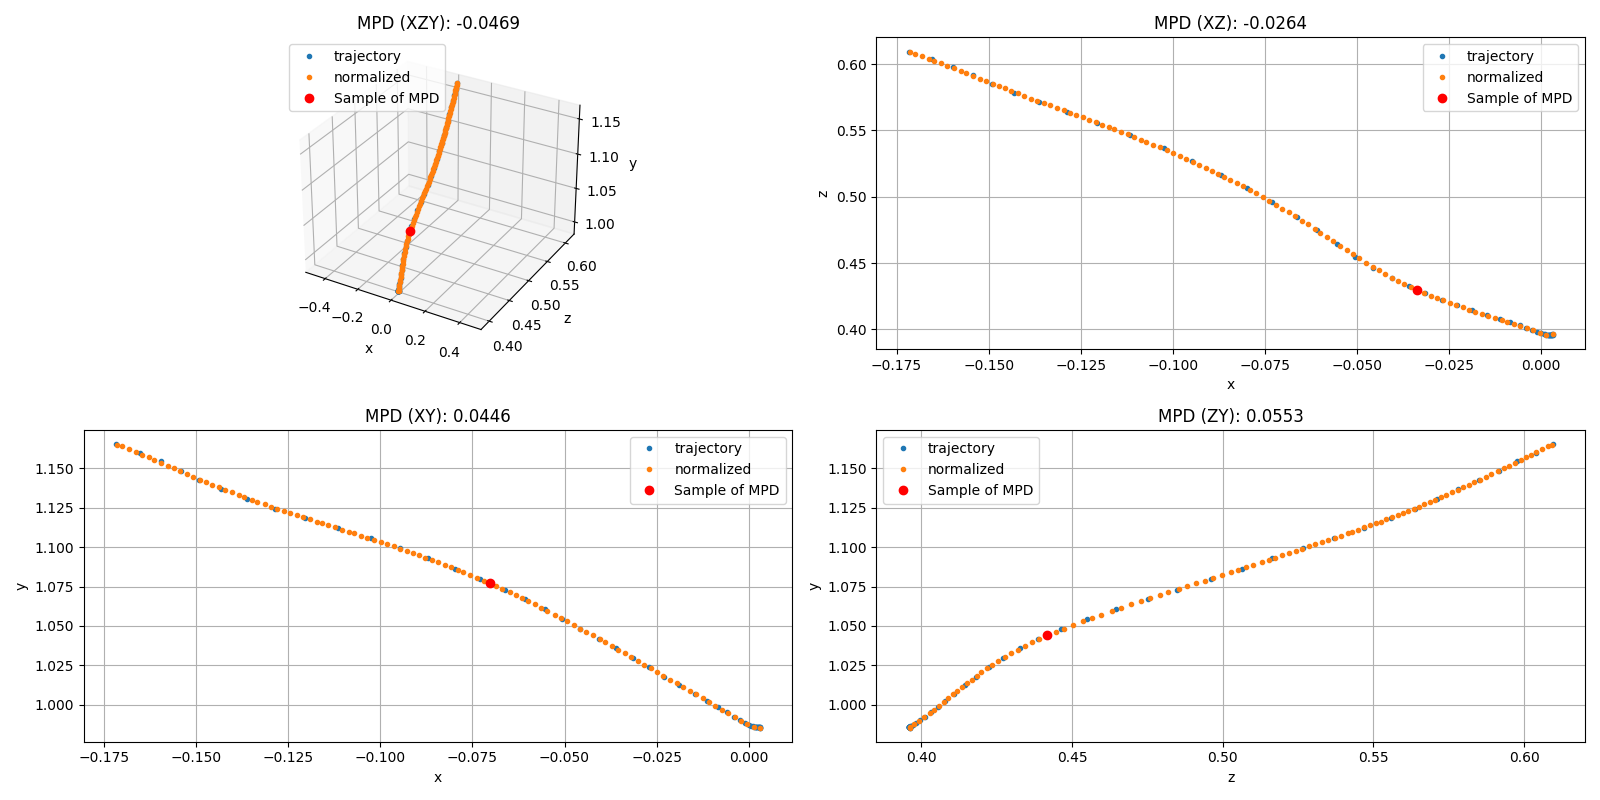 MPD (XZY): -0.0469
trajectory
normalized
Sample of MPD
1.15
1.10
1.05
1.00
y
0.60
0.55
0.50
0.45
0.40
z
−0.4
−0.2
0.0
0.2
0.4
x
MPD (XZ): -0.0264
trajectory
normalized
Sample of MPD
0.60
0.55
0.50
0.45
0.40
z
−0.175 −0.150 −0.125 −0.100 −0.075 −0.050 −0.025 0.000
x
MPD (XY): 0.0446
trajectory
normalized
Sample of MPD
1.150
1.125
1.100
1.075
1.050
1.025
1.000
y
−0.175 −0.150 −0.125 −0.100 −0.075 −0.050 −0.025 0.000
x
MPD (ZY): 0.0553
trajectory
normalized
Sample of MPD
1.150
1.125
1.100
1.075
1.050
1.025
1.000
y
0.40 0.45 0.50 0.55 0.60
z